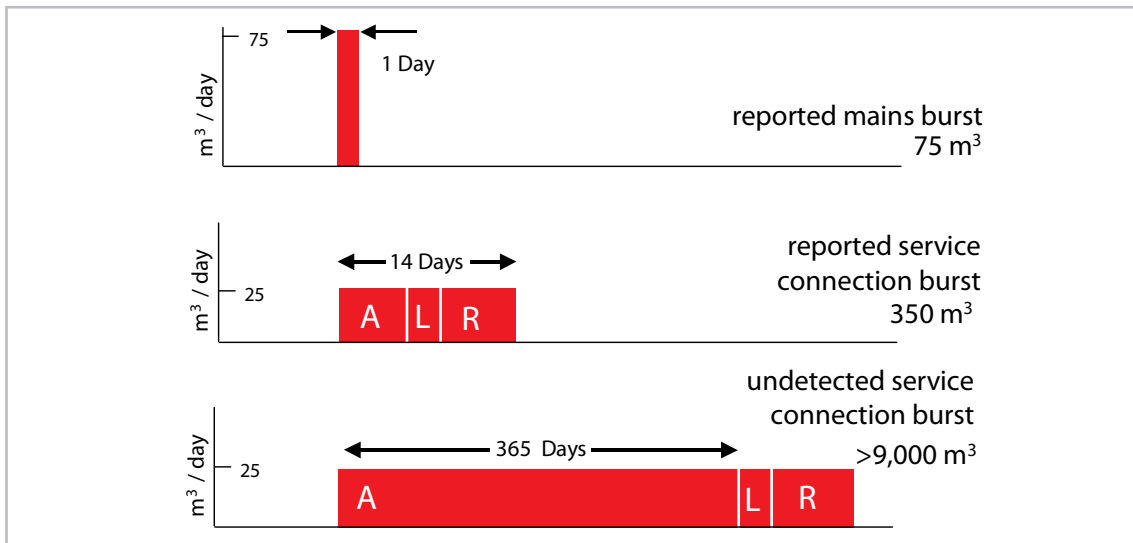 75
1 Day
m³ / day
reported mains burst
75 m³
14 Days
25
m³ / day
A L R
reported service
connection burst
350 m³
365 Days
25
m³ / day
A L R
undetected service
connection burst
>9,000 m³